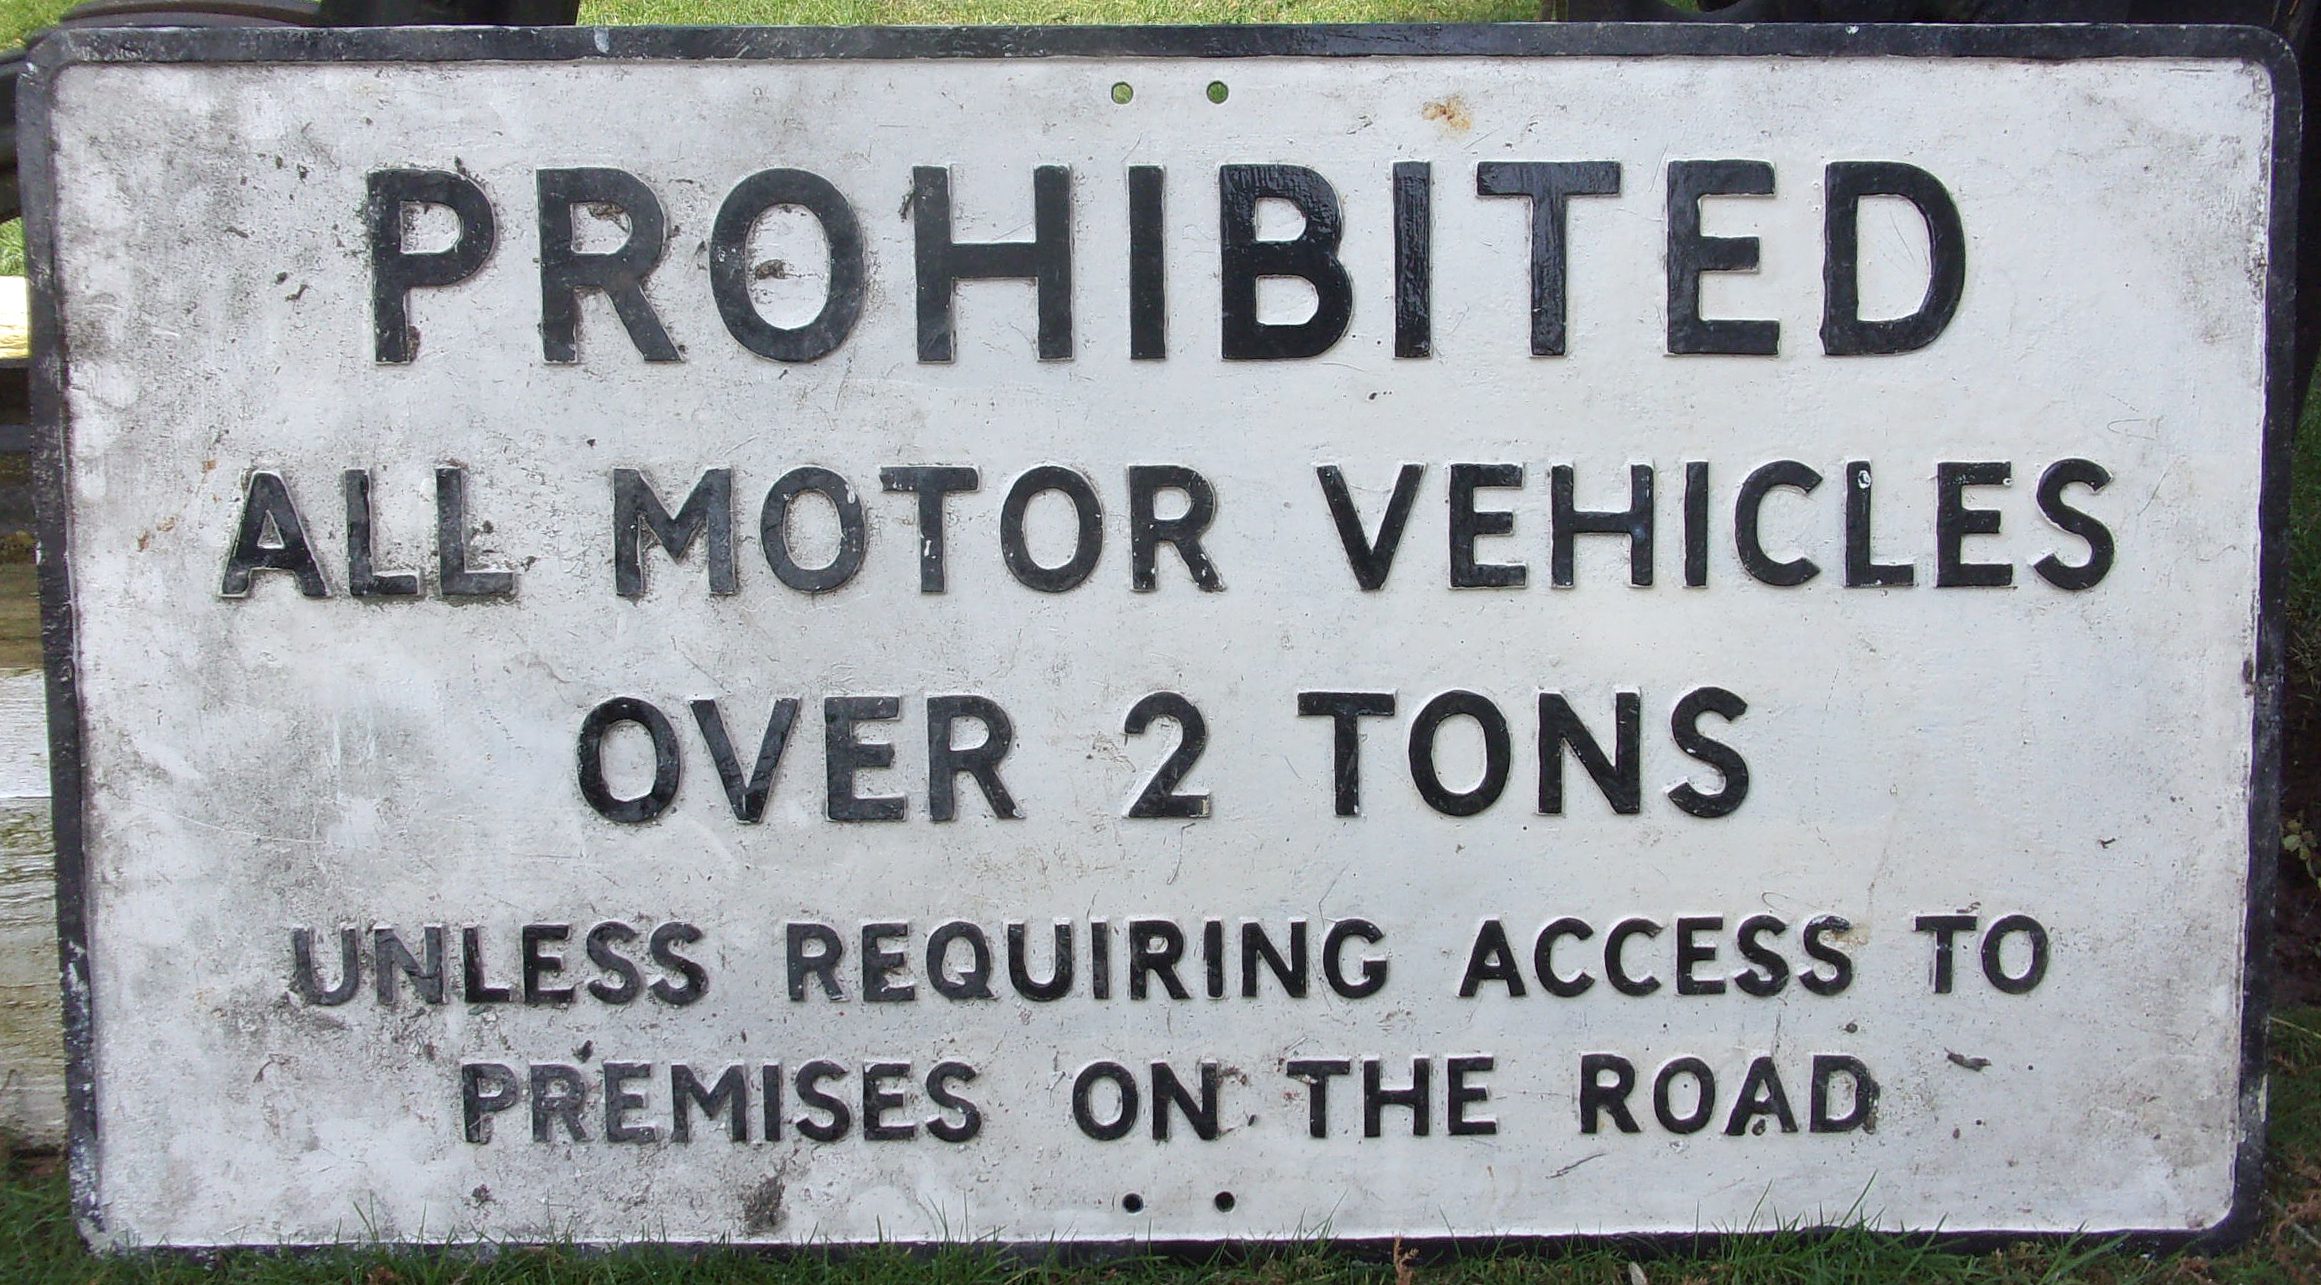 PROHIBITED
ALL MOTOR VEHICLES
OVER 2 TONS
UNLESS REQUIRING ACCESS TO
PREMISES ON THE ROAD